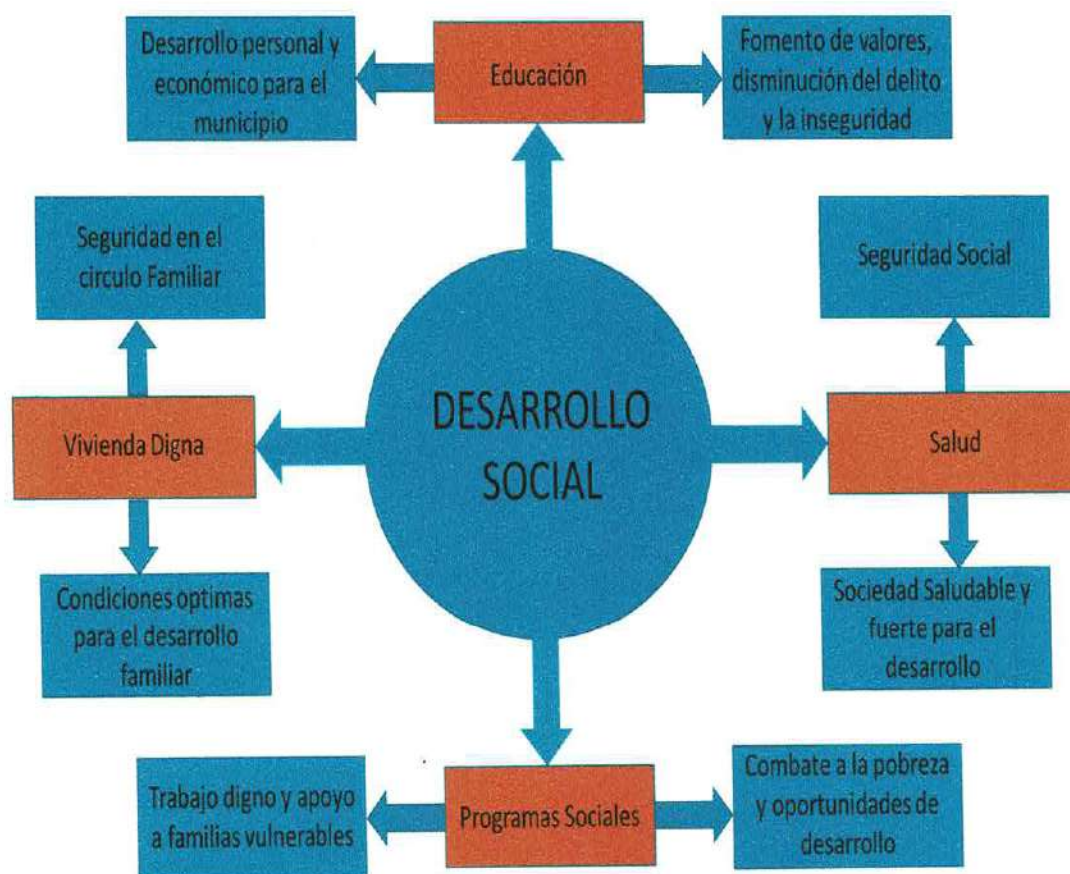 Desarrollo personal y
económico para el
municipio
Educación
Fomento de valores,
disminución del delito
y la inseguridad
Seguridad en el
circulo Familiar
Seguridad Social
Vivienda Digna
DESARROLLO
SOCIAL
Salud
Condiciones optimas
para el desarrollo
familiar
Sociedad Saludable y
fuerte para el
desarrollo
Trabajo digno y apoyo
a familias vulnerables
Programas Sociales
Combate a la pobreza
y oportunidades de
desarrollo